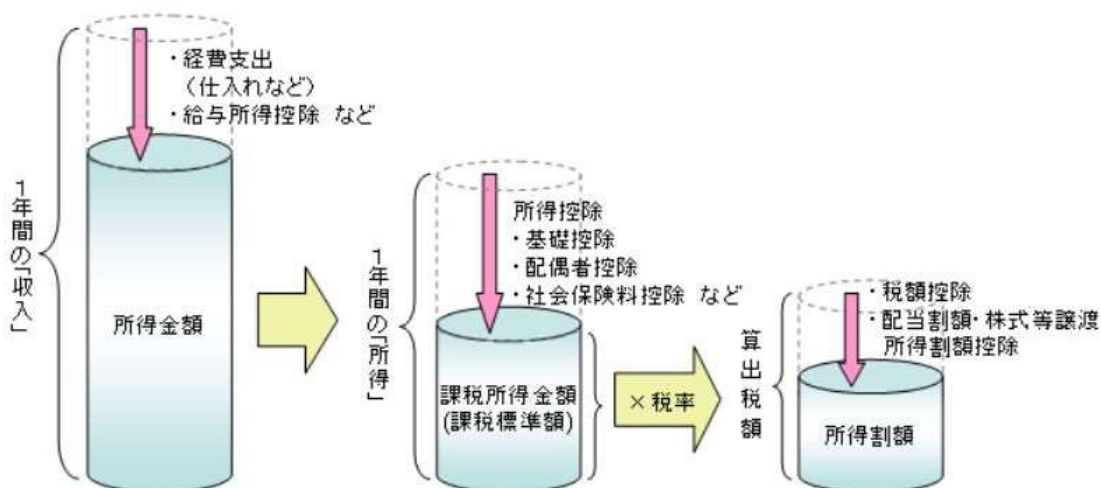 ・経費支出
（仕入れなど）
・給与所得控除 など
1年間の「収入」
所得金額
所得控除
・基礎控除
・配偶者控除
・社会保険料控除 など
1年間の「所得」
課税所得金額
(課税標準額)
×税率
・税額控除
・配当割額・株式等譲渡
所得割額控除
算出税額
所得割額